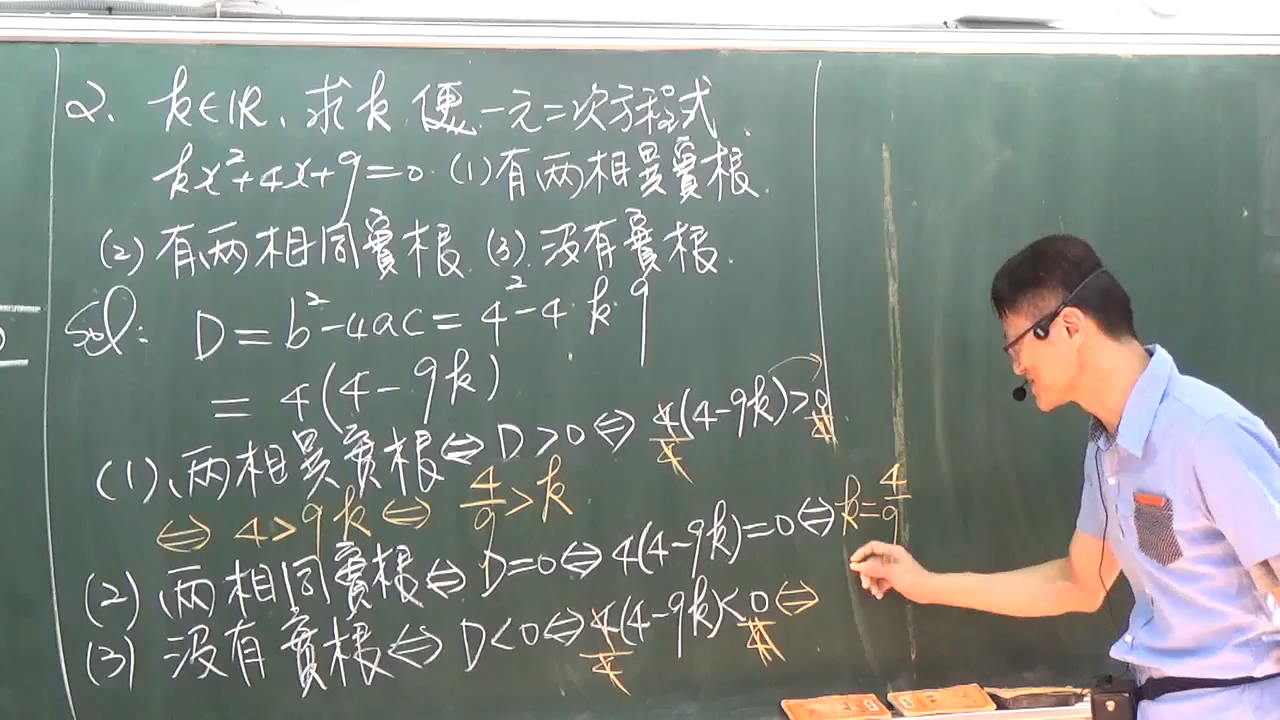 2. k∈R, 求k 使一元二次方程式
kx²+4x+9=0 (1)有兩相異實根
(2)有兩相同實根 (3)沒有實根
Sol: D=b²-4ac=4²-4·k·9
=4(4-9k)
(1)兩相異實根⇔D>0⇔4(4-9k)>0
4 4
⇔4>9k⇔4/9>k
(2)兩相同實根⇔D=0⇔4(4-9k)=0⇔k=4/9
(3)沒有實根⇔D<0⇔4(4-9k)<0⇔
4 4